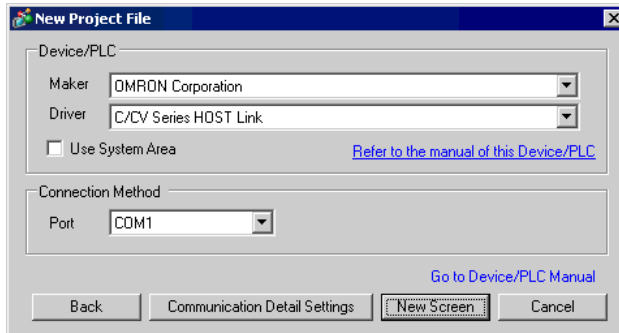 New Project File
Device/PLC
Maker OMRON Corporation
Driver C/CV Series HOST Link
Use System Area Refer to the manual of this Device/PLC
Connection Method
Port COM1
Go to Device/PLC Manual
Back Communication Detail Settings New Screen Cancel